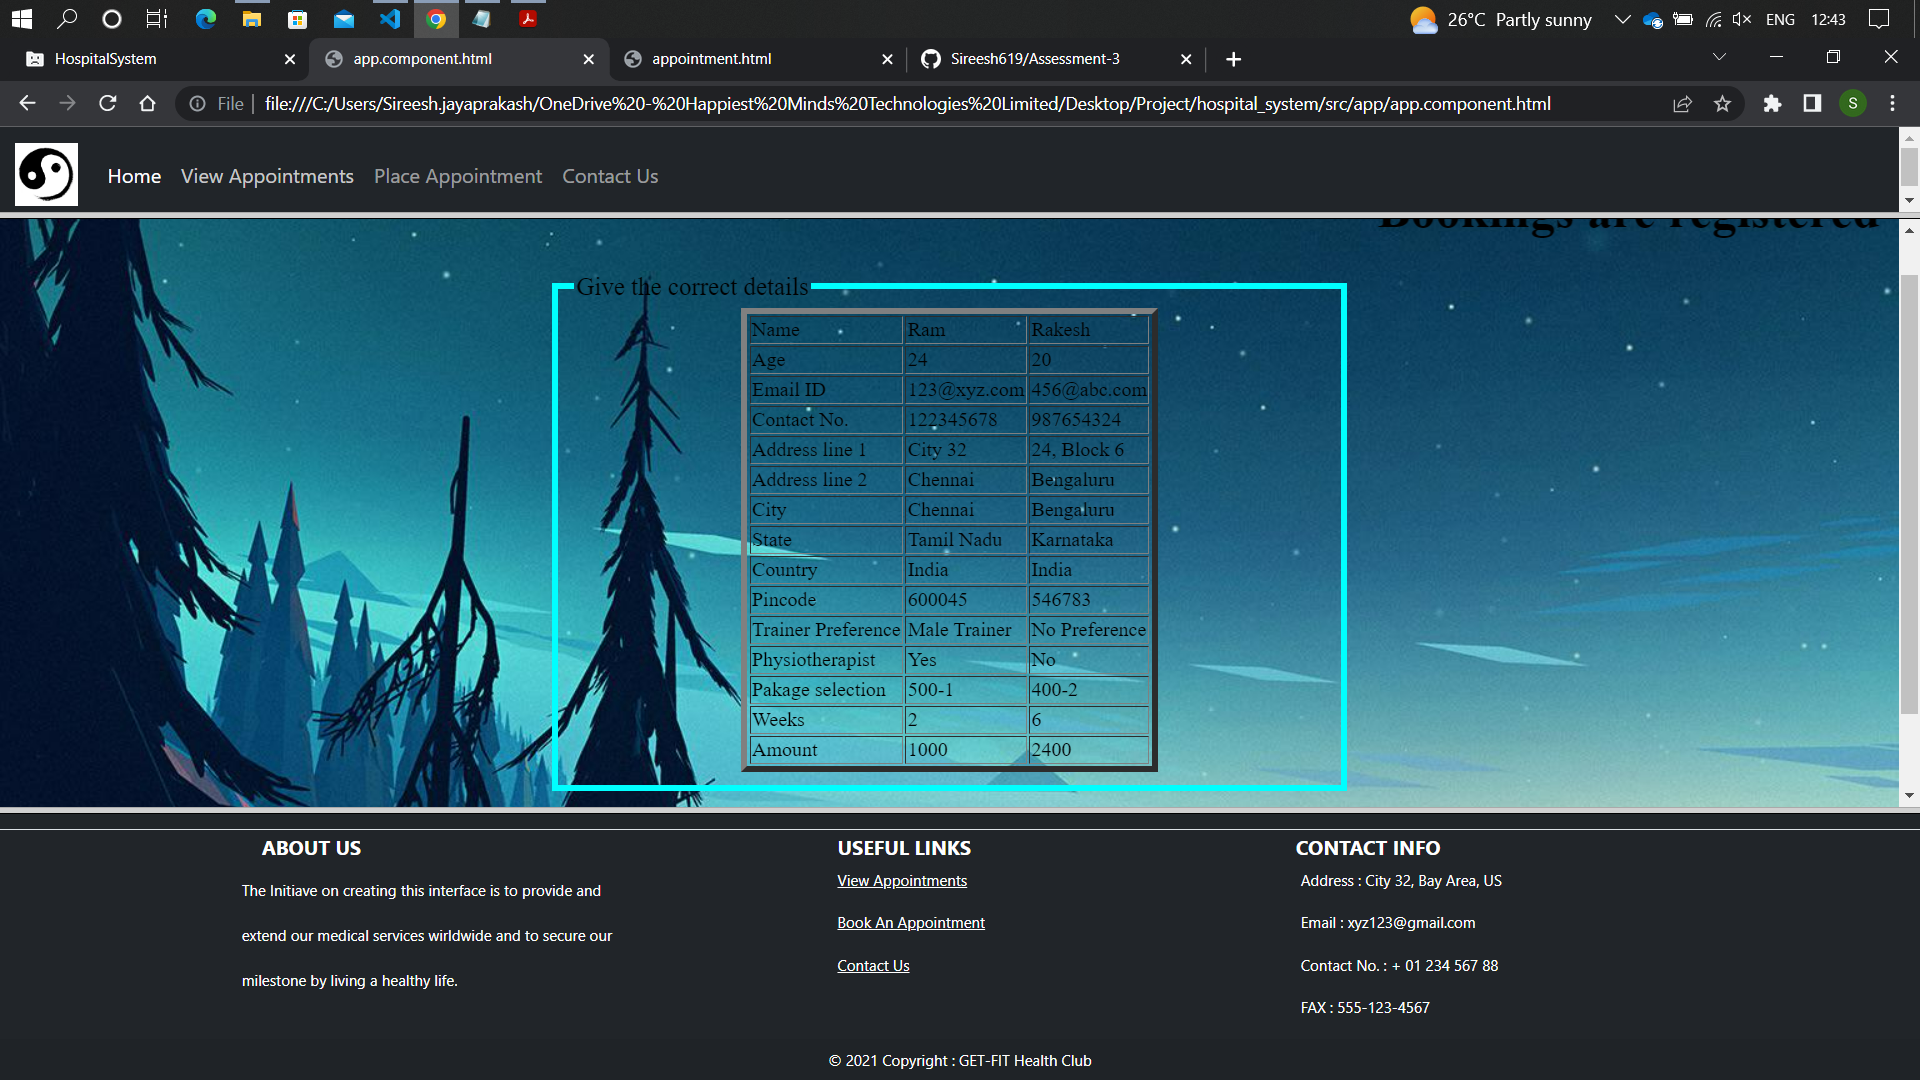 26°C Partly sunny
ENG
12:43
HospitalSystem
app.component.html
appointment.html
Sireesh619/Assessment-3
File
file:///C:/Users/Sireesh.jayaprakash/OneDrive%20-%20Happiest%20Minds%20Technologies%20Limited/Desktop/Project/hospital_system/src/app/app.component.html
S
Home View Appointments Place Appointment Contact Us
Bookings are registered
Give the correct details
Name Ram Rakesh
Age 24 20
Email ID 123@xyz.com 456@abc.com
Contact No. 122345678 987654324
Address line 1 City 32 24, Block 6
Address line 2 Chennai Bengaluru
City Chennai Bengaluru
State Tamil Nadu Karnataka
Country India India
Pincode 600045 546783
Trainer Preference Male Trainer No Preference
Physiotherapist Yes No
Pakage selection 500-1 400-2
Weeks 2 6
Amount 1000 2400
ABOUT US
The Initiave on creating this interface is to provide and
extend our medical services wirldwide and to secure our
milestone by living a healthy life.
USEFUL LINKS
View Appointments
Book An Appointment
Contact Us
CONTACT INFO
Address : City 32, Bay Area, US
Email : xyz123@gmail.com
Contact No. : + 01 234 567 88
FAX : 555-123-4567
© 2021 Copyright : GET-FIT Health Club